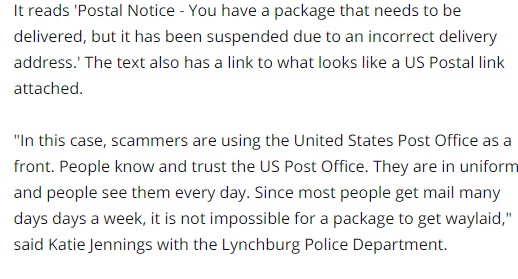 It reads 'Postal Notice - You have a package that needs to be
delivered, but it has been suspended due to an incorrect delivery
address.' The text also has a link to what looks like a US Postal link
attached.
"In this case, scammers are using the United States Post Office as a
front. People know and trust the US Post Office. They are in uniform
and people see them every day. Since most people get mail many
days days a week, it is not impossible for a package to get waylaid,"
said Katie Jennings with the Lynchburg Police Department.